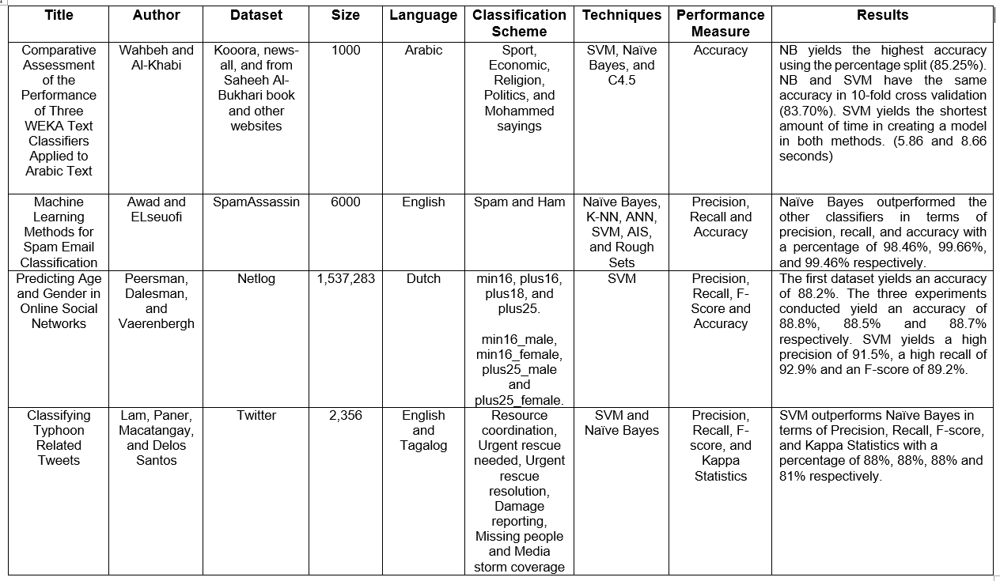 Title
Author
Dataset
Size
Language
Classification
Scheme
Techniques
Performance
Measure
Results
Comparative
Assessment
of the
Performance
of Three
WEKA Text
Classifiers
Applied to
Arabic Text
Wahbeh and
Al-Khabi
Kooora, news-
all, and from
Saheeh Al-
Bukhari book
and other
websites
1000
Arabic
Sport,
Economic,
Religion,
Politics, and
Mohammed
sayings
SVM, Naïve
Bayes, and
C4.5
Accuracy
NB yields the highest accuracy
using the percentage split (85.25%).
NB and SVM have the same
accuracy in 10-fold cross validation
(83.70%). SVM yields the shortest
amount of time in creating a model
in both methods. (5.86 and 8.66
seconds)
Machine
Learning
Methods for
Spam Email
Classification
Awad and
ELseuofi
SpamAssassin
6000
English
Spam and Ham
Naïve Bayes,
K-NN, ANN,
SVM, AIS,
and Rough
Sets
Precision,
Recall and
Accuracy
Naïve Bayes outperformed the
other classifiers in terms of
precision, recall, and accuracy with
a percentage of 98.46%, 99.66%,
and 99.46% respectively.
Predicting Age
and Gender in
Online Social
Networks
Peersman,
Dalesman,
and
Vaerenbergh
Netlog
1,537,283
Dutch
min16, plus16,
plus18, and
plus25.
min16_male,
min16_female,
plus25_male
and
plus25_female.
SVM
Precision,
Recall, F-
Score and
Accuracy
The first dataset yields an accuracy
of 88.2%. The three experiments
conducted yield an accuracy of
88.8%, 88.5% and 88.7%
respectively. SVM yields a high
precision of 91.5%, a high recall of
92.9% and an F-score of 89.2%.
Classifying
Typhoon
Related
Tweets
Lam, Paner,
Macatangay,
and Delos
Santos
Twitter
2,356
English
and
Tagalog
Resource
coordination,
Urgent rescue
needed, Urgent
rescue
resolution,
Damage
reporting,
Missing people
and Media
storm coverage
SVM and
Naïve Bayes
Precision,
Recall, F-
score, and
Kappa
Statistics
SVM outperforms Naïve Bayes in
terms of Precision, Recall, F-score,
and Kappa Statistics with a
percentage of 88%, 88%, 88% and
81% respectively.